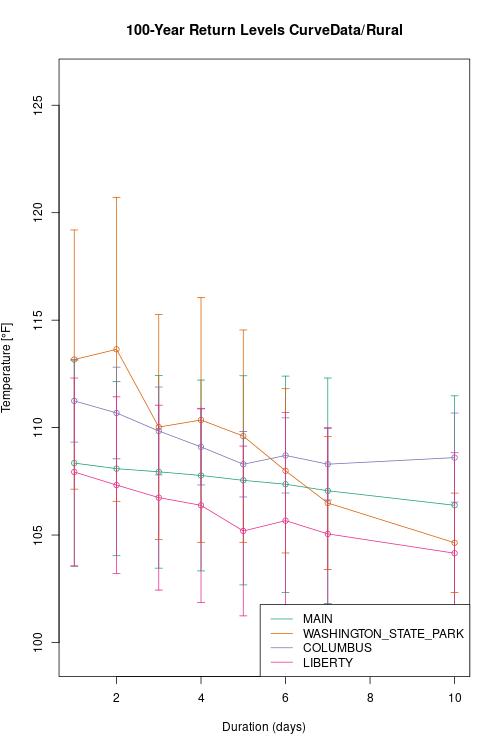 100-Year Return Levels CurveData/Rural
Temperature [°F]
125
120
115
110
105
100
MAIN
WASHINGTON_STATE_PARK
COLUMBUS
LIBERTY
2 4 6 8 10
Duration (days)